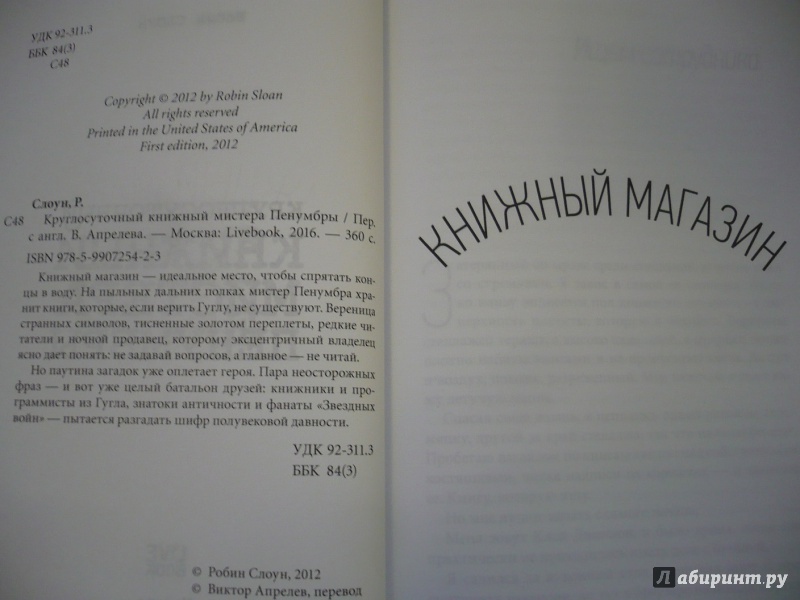 УДК 92-311.3
ББК 84(3)
С48
Copyright © 2012 by Robin Sloan
All rights reserved
Printed in the United States of America
First edition, 2012
Слоун, Р.
С48 Круглосуточный книжный мистера Пенумбры / Пер.
с англ. В. Апрелева. — Москва: Livebook, 2016. — 360 с.
ISBN 978-5-9907254-2-3
Книжный магазин — идеальное место, чтобы спрятать кон-
цы в воду. На пыльных дальних полках мистер Пенумбра хра-
нит книги, которые, если верить Гуглу, не существуют. Вереница
странных символов, тисненные золотом переплеты, редкие чи-
татели и ночной продавец, которому эксцентричный владелец
ясно дает понять: не задавай вопросов, а главное — не читай.
Но паутина загадок уже оплетает героя. Пара неосторожных
фраз — и вот уже целый батальон друзей: книжники и про-
граммисты из Гугла, знатоки античности и фанаты «Звездных
войн» — пытается разгадать шифр полувековой давности.
УДК 92-311.3
ББК 84(3)
© Робин Слоун, 2012
© Виктор Апрелев, перевод
КНИЖНЫЙ МАГАЗИН
Лабиринт.ру